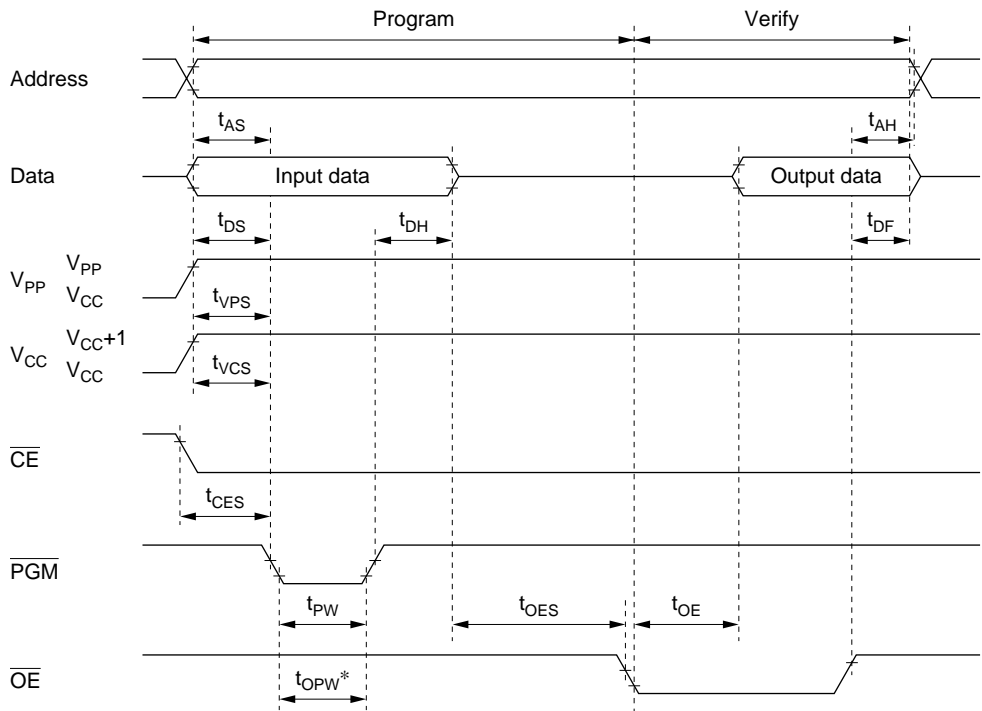 Program Verify
Address
tAS tAH
Data Input data Output data
tDS tDH tDF
VPP VPP
VCC
tVPS
VCC VCC+1
VCC
tVCS
CE
tCES
PGM
tPW tOES tOE
OE
tOPW*